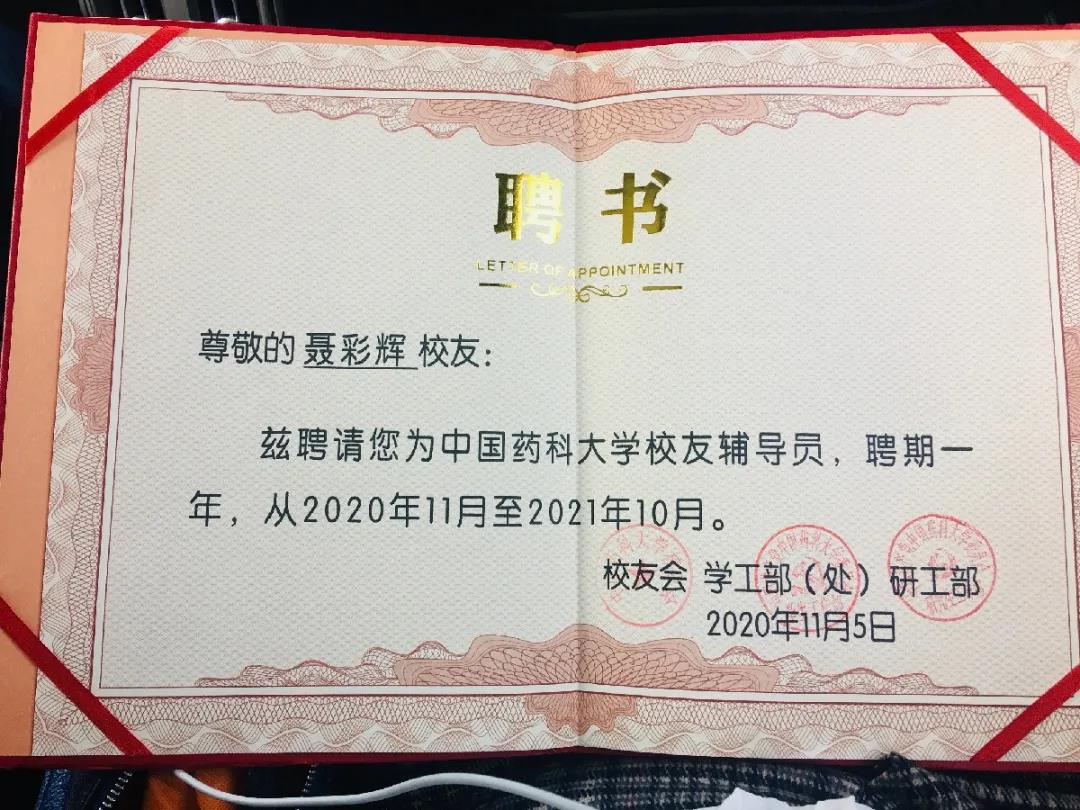 聘书
LETTER OF APPOINTMENT
尊敬的 聂彩辉 校友：
兹聘请您为中国药科大学校友辅导员，聘期一
年，从2020年11月至2021年10月。
校友会 学工部（处）研工部
2020年11月5日